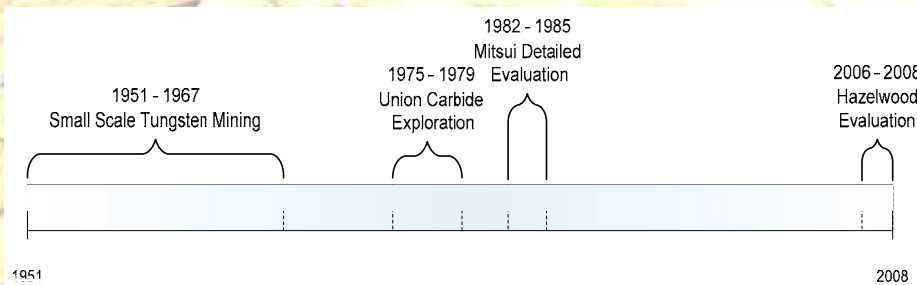 1951 - 1967
Small Scale Tungsten Mining
1975 - 1979
Union Carbide
Exploration
1982 - 1985
Mitsui Detailed
Evaluation
2006 - 2008
Hazelwood
Evaluation
1951
2008